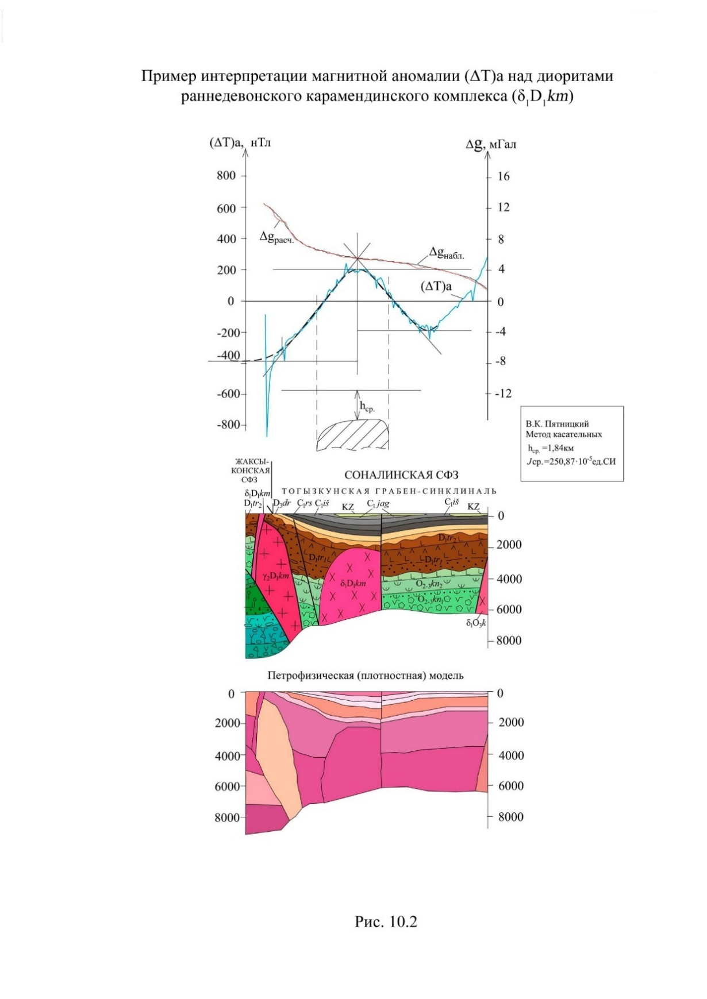 Пример интерпретации магнитной аномалии (ΔТ)а над диоритами
раннедевонского карамендинского комплекса (δ₁D₁km)
(ΔТ)а, нТл
Δg, мГал
800
600
400
200
0
-200
-400
-600
-800
16
12
8
4
0
-4
-8
-12
Δgрасч.
Δgнабл.
(ΔТ)а
hср.
В.К. Пятницкий
Метод касательных
hср. =1,84км
Jср.=250,87·10⁻⁵ед.СИ
ЖАКСЫ-
КОНСКАЯ
СФЗ
СОНАЛИНСКАЯ СФЗ
ТОГЫЗКУНСКАЯ ГРАБЕН-СИНКЛИНАЛЬ
δ₁D₁km
D₁tr₂ D₃dr C₁rs C₁iš KZ C₁jag C₁iš KZ
0
2000
4000
6000
8000
D₁tr₂
D₁tr₁
D₁tr₁
γ₂D₁km
δ₁D₁km
O₂₋₃kn₂
O₂₋₃kn₁
δ₁O₃k
Петрофизическая (плотностная) модель
0
2000
4000
6000
8000
0
2000
4000
6000
8000
Рис. 10.2